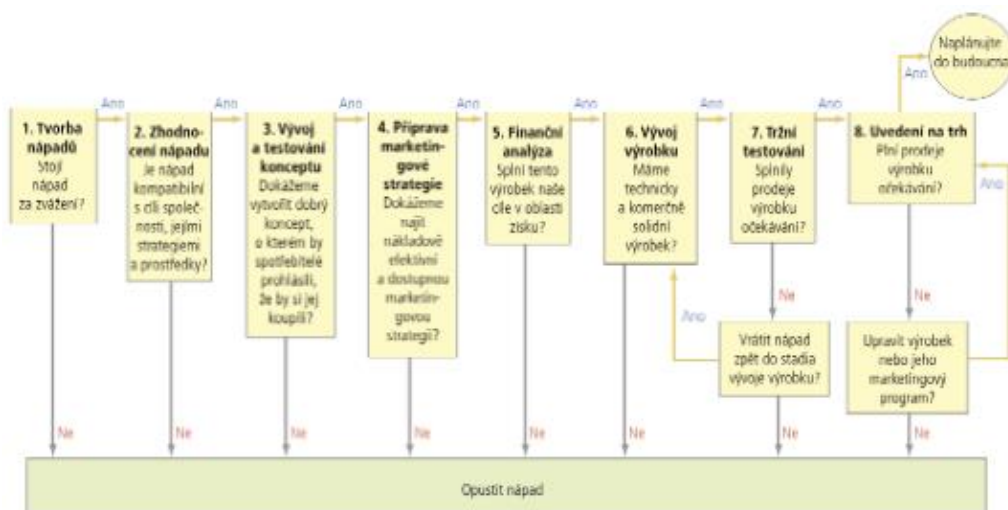 Naplánujte
do budoucna
Ano
Ano
Ano
Ano
Ano
Ano
Ano
Ano
1. Tvorba
nápadů
Stojí
nápad
za zvážení?
2. Zhodno-
cení nápadu
Je nápad
kompatibilní
s cíli společ-
nosti, jejími
strategiemi
a prostředky?
3. Vývoj
a testování
konceptu
Dokážeme
vytvořit dobrý
koncept,
o kterém by
spotřebitelé
prohlásili,
že by si jej
koupili?
4. Příprava
marketin-
gové
strategie
Dokážeme
najít
nákladově
efektivní
a dostupnou
marketin-
govou
strategii?
5. Finanční
analýza
Splní tento
výrobek naše
cíle v oblasti
zisku?
6. Vývoj
výrobku
Máme
technicky
a komerčně
solidní
výrobek?
7. Tržní
testování
Splnily
prodeje
výrobku
očekávání?
8. Uvedení na trh
Plní prodeje
výrobku
očekávání?
Ano
Ne
Ne
Ano
Vrátit nápad
zpět do stadia
vývoje výrobku?
Upravit výrobek
nebo jeho
marketingový
program?
Ne
Ne
Ne
Ne
Ne
Ne
Ne
Ne
Opustit nápad